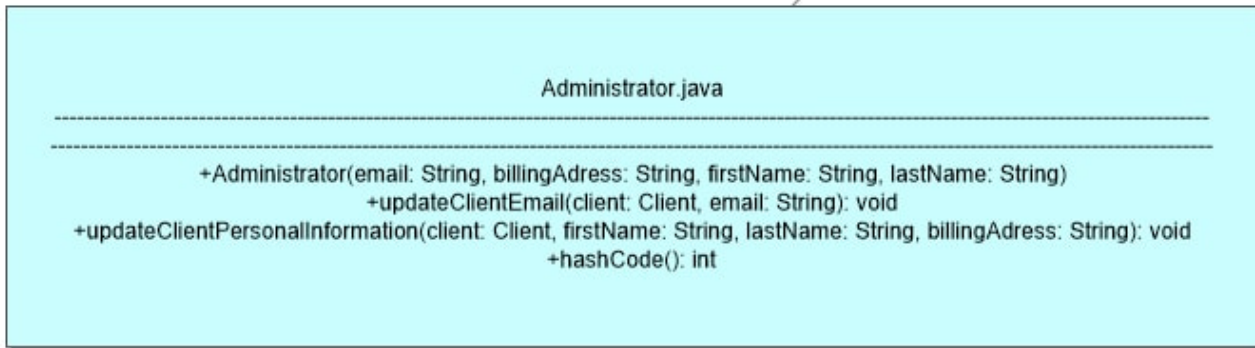 Administrator.java
+Administrator(email: String, billingAdress: String, firstName: String, lastName: String)
+updateClientEmail(client: Client, email: String): void
+updateClientPersonalInformation(client: Client, firstName: String, lastName: String, billingAdress: String): void
+hashCode(): int